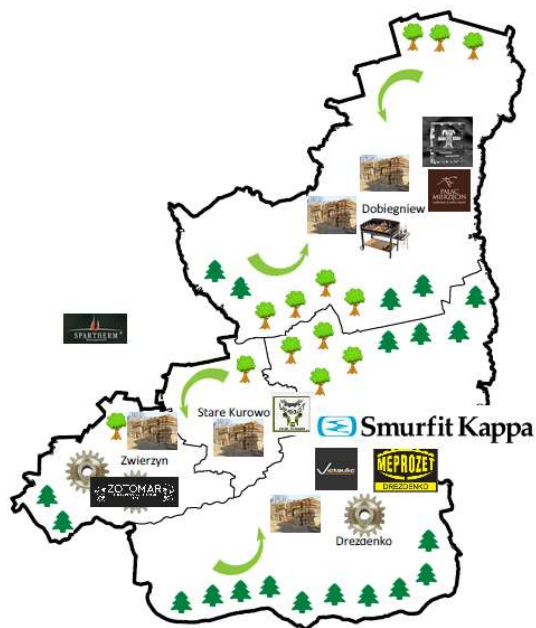 Dobiegniew
PAŁAC
MIERZĘCIN
SPARTHERM
Stare Kurowo
Smurfit Kappa
Zwierzyn
ZOTOMAR
MEPROZET
DREZDENKO
Drezdenko